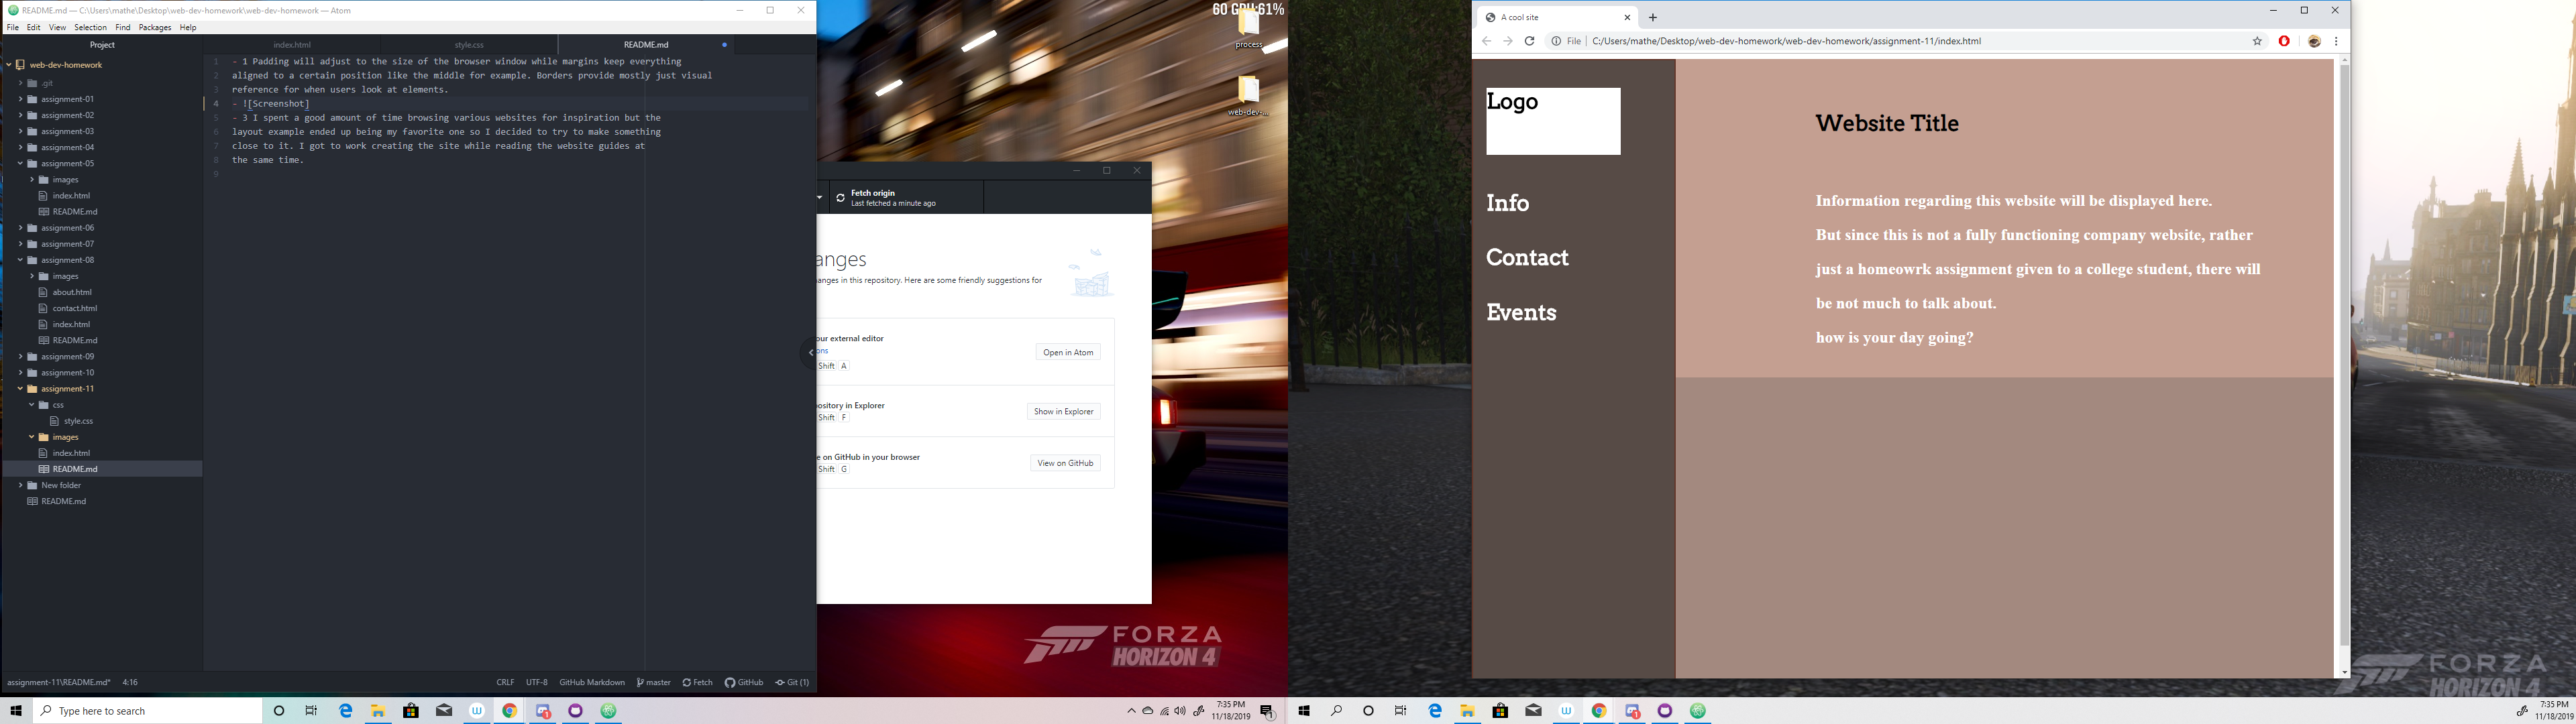 README.md — C:\Users\mathe\Desktop\web-dev-homework\web-dev-homework — Atom
File Edit View Selection Find Packages Help
Project
index.html
style.css
README.md
web-dev-homework
.git
assignment-01
assignment-02
assignment-03
assignment-04
assignment-05
images
index.html
README.md
assignment-06
assignment-07
assignment-08
images
about.html
contact.html
index.html
README.md
assignment-09
assignment-10
assignment-11
css
style.css
images
index.html
README.md
New folder
README.md
1 - 1 Padding will adjust to the size of the browser window while margins keep everything
2 aligned to a certain position like the middle for example. Borders provide mostly just visual
3 reference for when users look at elements.
4 - ![Screenshot]
5 - 3 I spent a good amount of time browsing various websites for inspiration but the
6 layout example ended up being my favorite one so I decided to try to make something
7 close to it. I got to work creating the site while reading the website guides at
8 the same time.
9
assignment-11\README.md* 4:16
CRLF UTF-8 GitHub Markdown master Fetch GitHub Git (1)
60 GPU:61%
process
web-dev-...
Fetch origin
Last fetched a minute ago
anges
anges in this repository. Here are some friendly suggestions for
our external editor
ons
Shift A
Open in Atom
pository in Explorer
Shift F
Show in Explorer
e on GitHub in your browser
Shift G
View on GitHub
FORZA
HORIZON 4
Type here to search
7:35 PM
11/18/2019
A cool site
File C:/Users/mathe/Desktop/web-dev-homework/web-dev-homework/assignment-11/index.html
Logo
Info
Contact
Events
Website Title
Information regarding this website will be displayed here.
But since this is not a fully functioning company website, rather
just a homeowrk assignment given to a college student, there will
be not much to talk about.
how is your day going?
FORZA
HORIZON 4
7:35 PM
11/18/2019